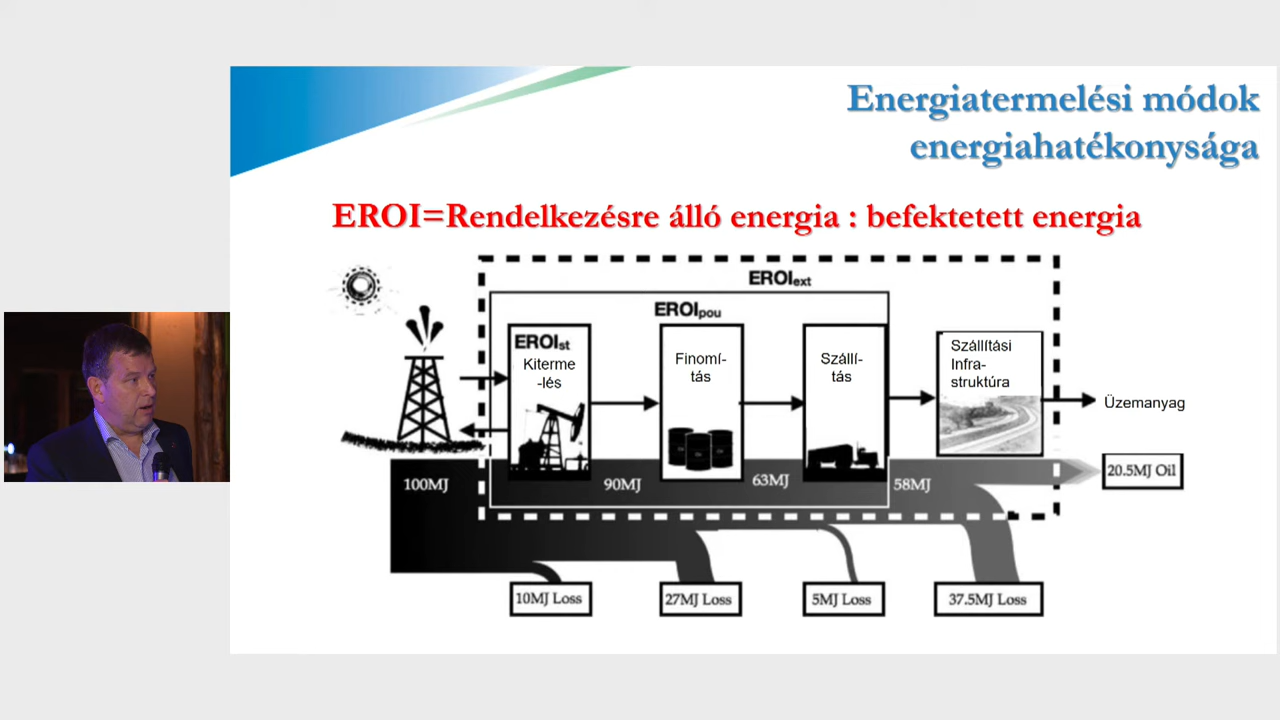 Energiatermelési módok
energiahatékonysága
EROI=Rendelkezésre álló energia : befektetett energia
EROIext
EROIpou
EROIst
Kiterme
-lés
Finomí-
tás
Szállí-
tás
Szállítási
Infra-
struktúra
Üzemanyag
100MJ
90MJ
63MJ
58MJ
20.5MJ Oil
10MJ Loss
27MJ Loss
5MJ Loss
37.5MJ Loss